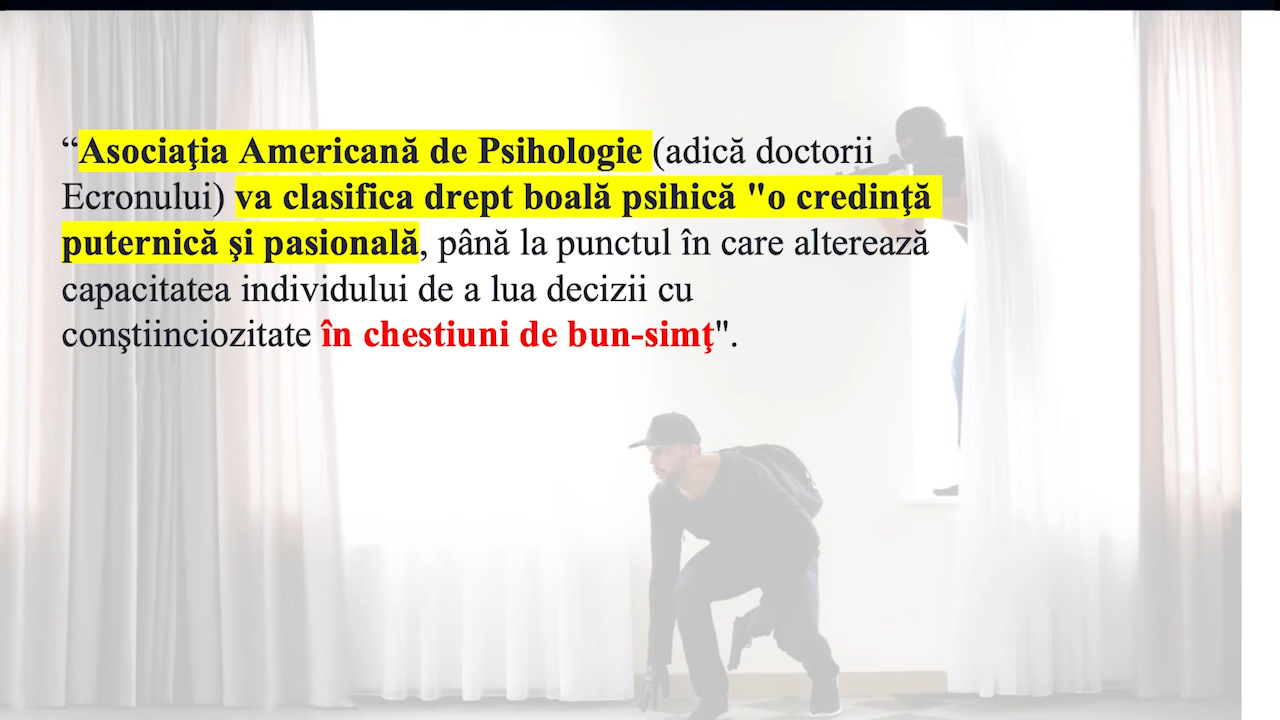 “Asociaţia Americană de Psihologie (adică doctorii
Ecronului) va clasifica drept boală psihică "o credinţă
puternică şi pasională, până la punctul în care alterează
capacitatea individului de a lua decizii cu
conştiinciozitate în chestiuni de bun-simţ".